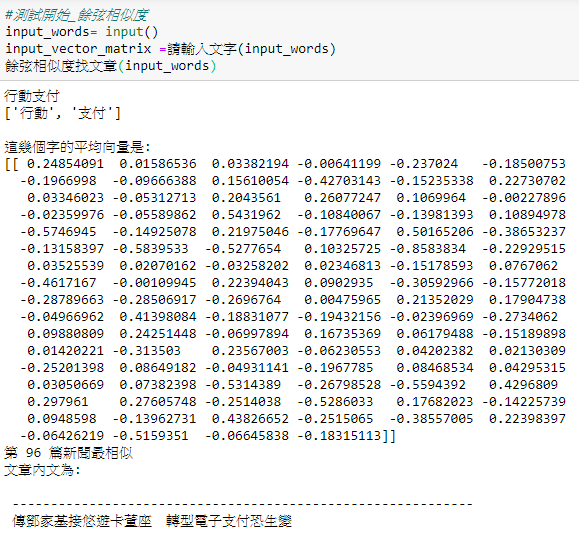 #測試開始_餘弦相似度
input_words= input()
input_vector_matrix =請輸入文字(input_words)
餘弦相似度找文章(input_words)
行動支付
['行動', '支付']
這幾個字的平均向量是:
[[ 0.24854091  0.01586536  0.03382194 -0.00641199 -0.237024   -0.18500753
  -0.1966998  -0.09666388  0.15610054 -0.42703143 -0.15235338  0.22730702
   0.03346023 -0.05312713  0.2043561   0.26077247  0.1069964  -0.00227896
  -0.02359976 -0.05589862  0.5431962  -0.10840067 -0.13981393  0.10894978
  -0.5746945  -0.14925078  0.21975046 -0.17769647  0.50165206 -0.38653237
  -0.13158397 -0.5839533  -0.5277654   0.10325725 -0.8583834  -0.22929515
   0.03525539  0.02070162 -0.03258202  0.02346813 -0.15178593  0.0767062
  -0.4617167  -0.00109945  0.22394043  0.0902935  -0.30592966 -0.15772018
  -0.28789663 -0.28506917 -0.2696764   0.00475965  0.21352029  0.17904738
  -0.04966962  0.41398084 -0.18831077 -0.19432156 -0.02396969 -0.2734062
   0.09880809  0.24251448 -0.06997894  0.16735369  0.06179488 -0.15189898
   0.01420221 -0.313503    0.23567003 -0.06230553  0.04202382  0.02130309
  -0.25201398  0.08649182 -0.04931141 -0.1967785   0.08468534  0.04295315
   0.03050669  0.07382398 -0.5314389  -0.26798528 -0.5594392   0.4296809
   0.297961    0.27605748 -0.2514038  -0.5286033   0.17682023 -0.14225739
   0.0948598  -0.13962731  0.43826652 -0.2515065  -0.38557005  0.22398397
  -0.06426219 -0.5159351  -0.06645838 -0.18315113]]
第 96 篇新聞最相似
文章內文為:
------------------------------------------------------------
傳鄧家基接悠遊卡董座　轉型電子支付恐生變